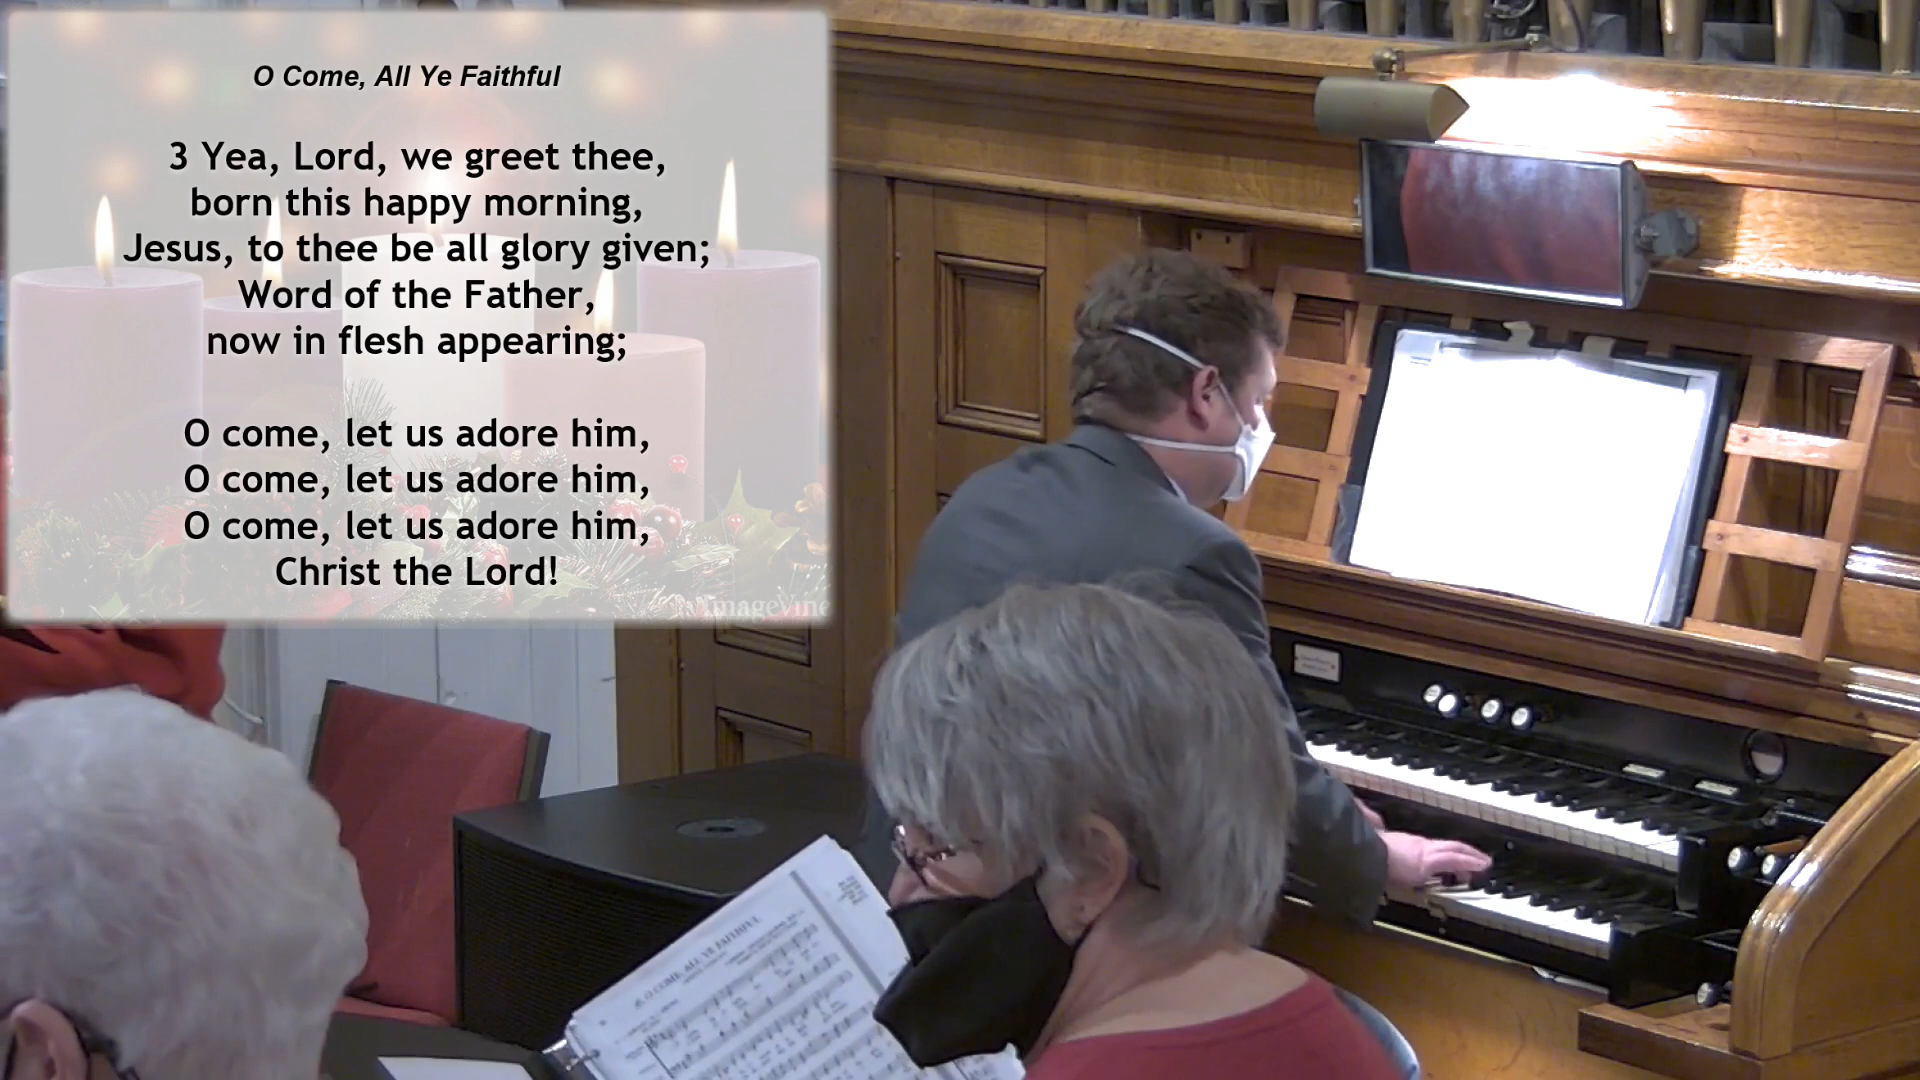 O Come, All Ye Faithful
3 Yea, Lord, we greet thee,
born this happy morning,
Jesus, to thee be all glory given;
Word of the Father,
now in flesh appearing;
O come, let us adore him,
O come, let us adore him,
O come, let us adore him,
Christ the Lord!
ImageVine
O COME, ALL YE FAITHFUL